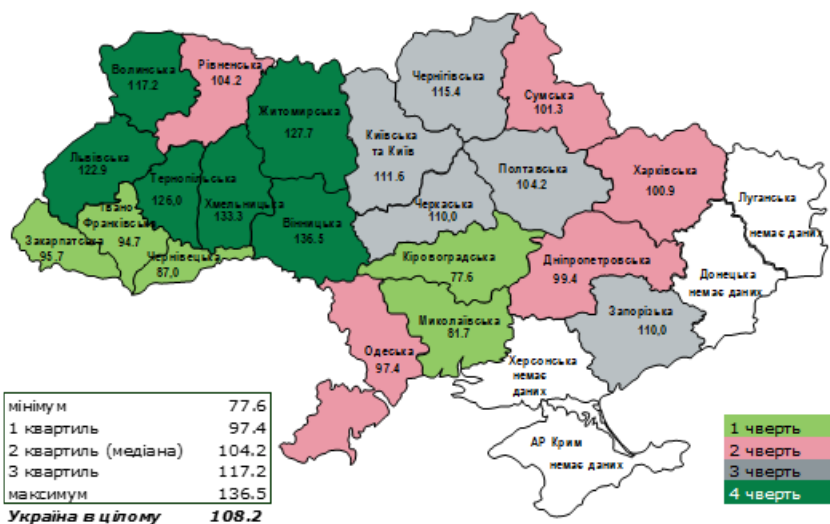 Волинська
117.2
Рівненська
104.2
Житомирська
127.7
Чернігівська
115.4
Сумська
101.3
Київська
та Київ
111.6
Львівська
122.9
Тернопільська
126,0
Хмельницька
133.3
Вінницька
136.5
Черкаська
110,0
Полтавська
104.2
Харківська
100.9
Луганська
немає даних
Івано-
Франківська
94.7
Закарпатська
95.7
Чернівецька
87,0
Кіровоградська
77.6
Дніпропетровська
99.4
Донецька
немає даних
Миколаївська
81.7
Запорізька
110,0
Одеська
97.4
Херсонська
немає
даних
АР Крим
немає даних
мінімум 77.6
1 квартиль 97.4
2 квартиль (медіана) 104.2
3 квартиль 117.2
максимум 136.5
Україна в цілому 108.2
1 чверть
2 чверть
3 чверть
4 чверть